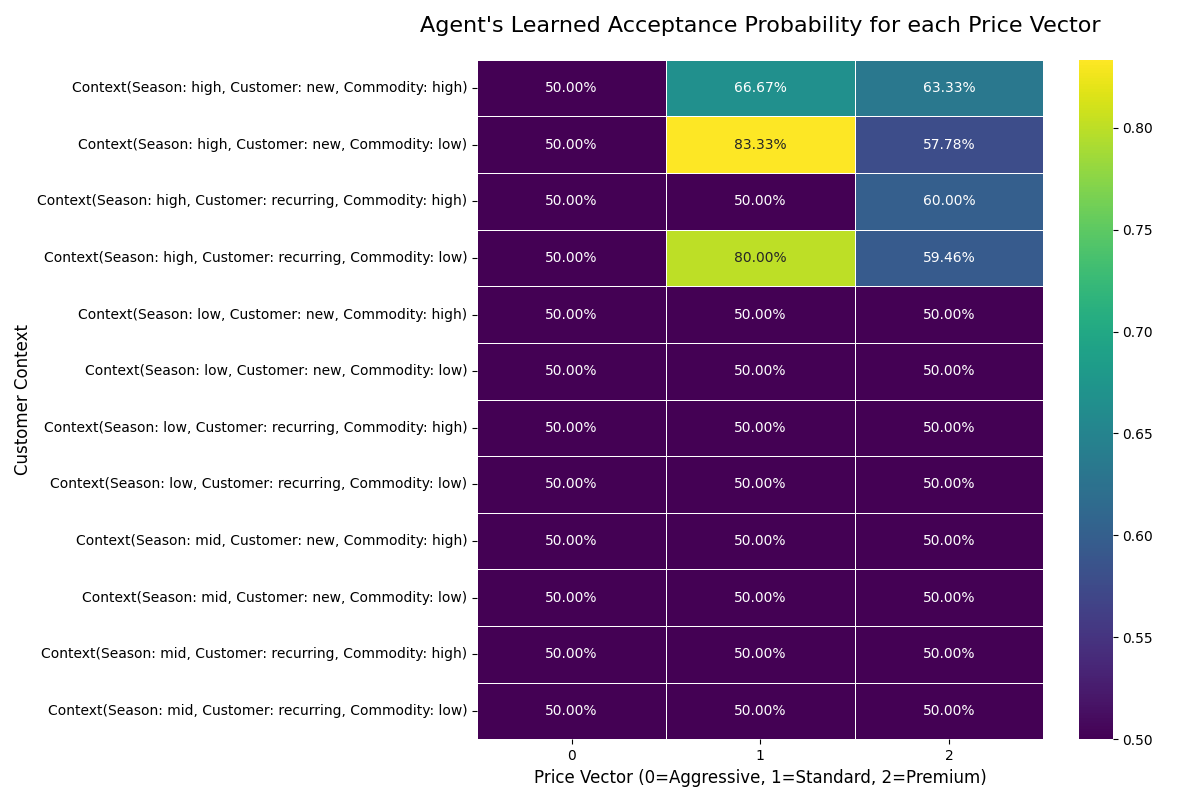 Agent's Learned Acceptance Probability for each Price Vector
Context(Season: high, Customer: new, Commodity: high) 50.00% 66.67% 63.33%
Context(Season: high, Customer: new, Commodity: low) 50.00% 83.33% 57.78%
Context(Season: high, Customer: recurring, Commodity: high) 50.00% 50.00% 60.00%
Context(Season: high, Customer: recurring, Commodity: low) 50.00% 80.00% 59.46%
Context(Season: low, Customer: new, Commodity: high) 50.00% 50.00% 50.00%
Context(Season: low, Customer: new, Commodity: low) 50.00% 50.00% 50.00%
Context(Season: low, Customer: recurring, Commodity: high) 50.00% 50.00% 50.00%
Context(Season: low, Customer: recurring, Commodity: low) 50.00% 50.00% 50.00%
Context(Season: mid, Customer: new, Commodity: high) 50.00% 50.00% 50.00%
Context(Season: mid, Customer: new, Commodity: low) 50.00% 50.00% 50.00%
Context(Season: mid, Customer: recurring, Commodity: high) 50.00% 50.00% 50.00%
Context(Season: mid, Customer: recurring, Commodity: low) 50.00% 50.00% 50.00%
0 1 2
Price Vector (0=Aggressive, 1=Standard, 2=Premium)
Customer Context
0.80
0.75
0.70
0.65
0.60
0.55
0.50